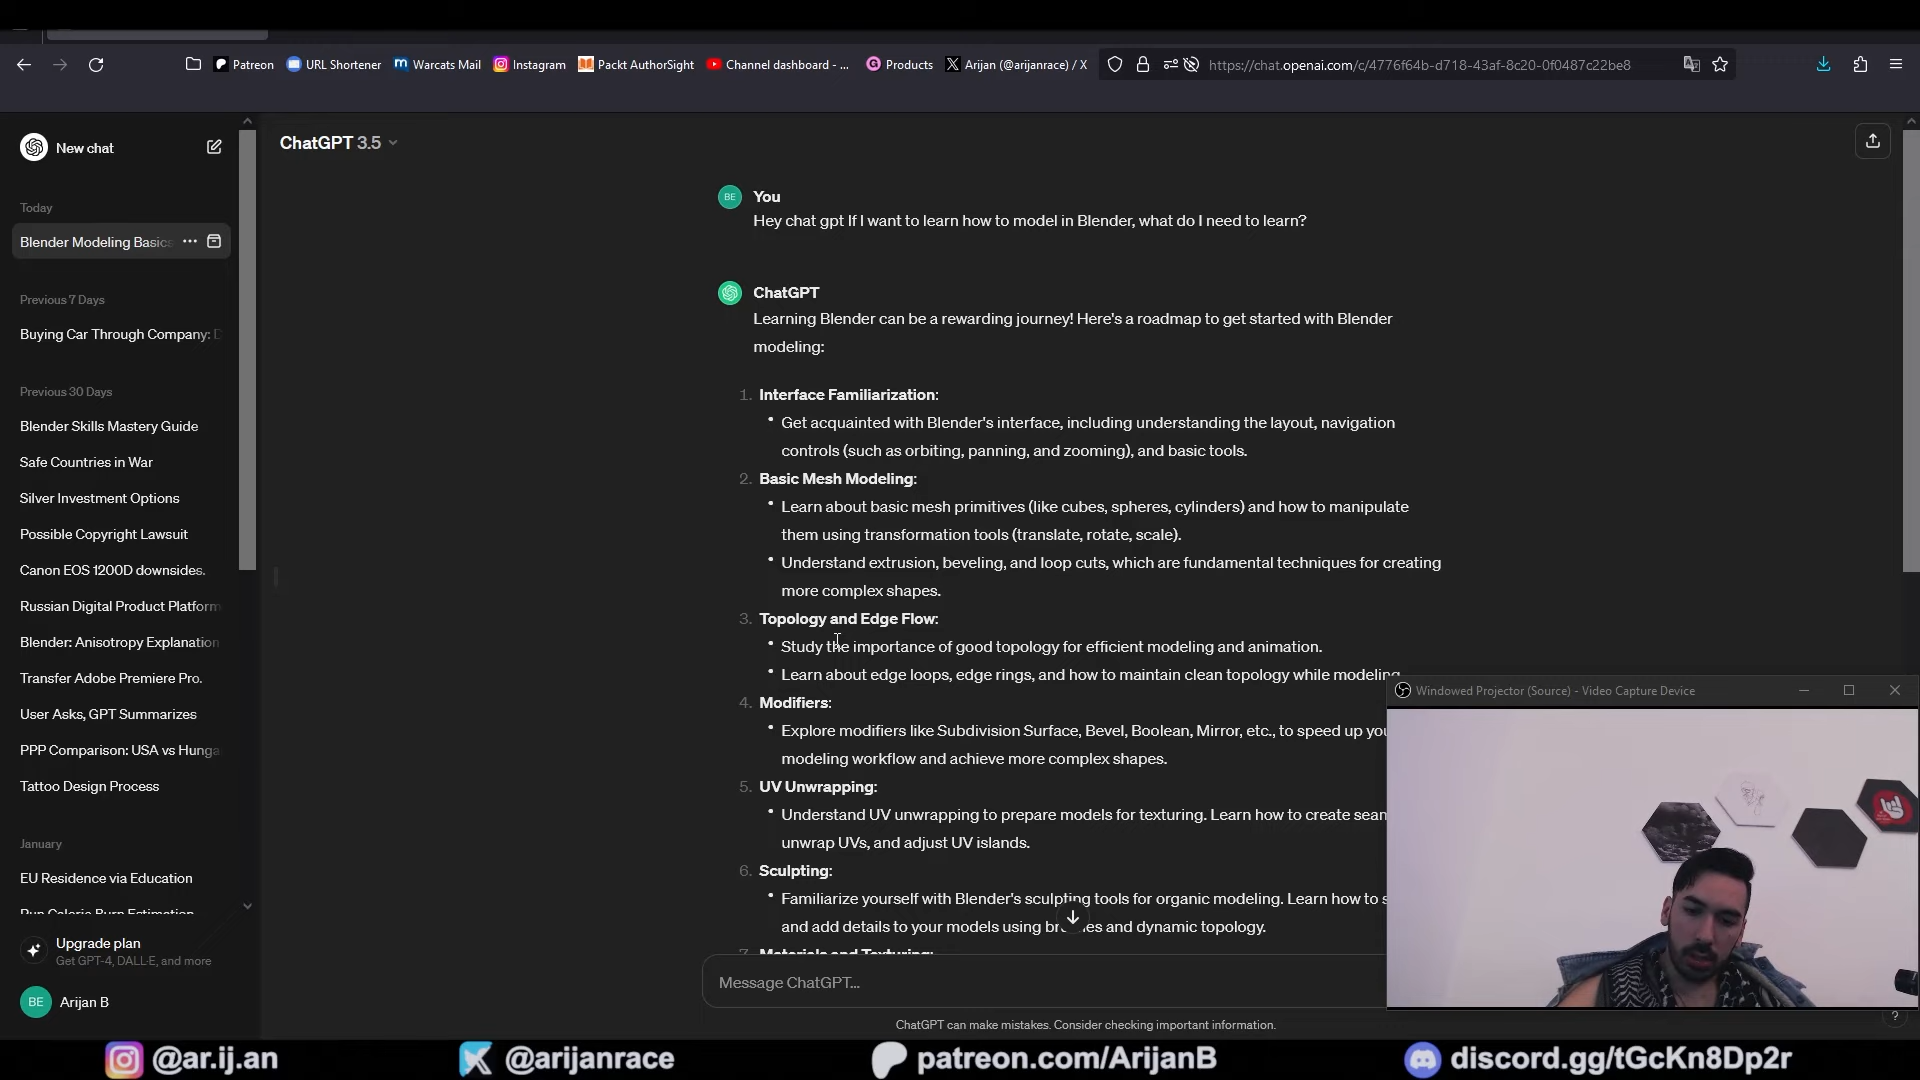 Patreon
URL Shortener
Warcats Mail
Instagram
Packt AuthorSight
Channel dashboard - ...
Products
Arijan (@arijanrace) / X
https://chat.openai.com/c/4776f64b-d718-43af-8c20-0f0487c22be8
New chat
Today
Blender Modeling Basics
Previous 7 Days
Buying Car Through Company: D
Previous 30 Days
Blender Skills Mastery Guide
Safe Countries in War
Silver Investment Options
Possible Copyright Lawsuit
Canon EOS 1200D downsides.
Russian Digital Product Platform
Blender: Anisotropy Explanation
Transfer Adobe Premiere Pro.
User Asks, GPT Summarizes
PPP Comparison: USA vs Hunga
Tattoo Design Process
January
EU Residence via Education
Run Calorie Burn Estimation
Upgrade plan
Get GPT-4, DALL·E, and more
BE
Arijan B
ChatGPT 3.5
BE
You
Hey chat gpt If I want to learn how to model in Blender, what do I need to learn?
ChatGPT
Learning Blender can be a rewarding journey! Here's a roadmap to get started with Blender
modeling:
1. Interface Familiarization:
• Get acquainted with Blender's interface, including understanding the layout, navigation
controls (such as orbiting, panning, and zooming), and basic tools.
2. Basic Mesh Modeling:
• Learn about basic mesh primitives (like cubes, spheres, cylinders) and how to manipulate
them using transformation tools (translate, rotate, scale).
• Understand extrusion, beveling, and loop cuts, which are fundamental techniques for creating
more complex shapes.
3. Topology and Edge Flow:
• Study the importance of good topology for efficient modeling and animation.
• Learn about edge loops, edge rings, and how to maintain clean topology while modeling.
4. Modifiers:
• Explore modifiers like Subdivision Surface, Bevel, Boolean, Mirror, etc., to speed up you
modeling workflow and achieve more complex shapes.
5. UV Unwrapping:
• Understand UV unwrapping to prepare models for texturing. Learn how to create sean
unwrap UVs, and adjust UV islands.
6. Sculpting:
• Familiarize yourself with Blender's sculpting tools for organic modeling. Learn how to s
and add details to your models using brushes and dynamic topology.
7. Materials and Texturing:
Message ChatGPT...
ChatGPT can make mistakes. Consider checking important information.
Windowed Projector (Source) - Video Capture Device
?
@ar.ij.an
@arijanrace
patreon.com/ArijanB
discord.gg/tGcKn8Dp2r